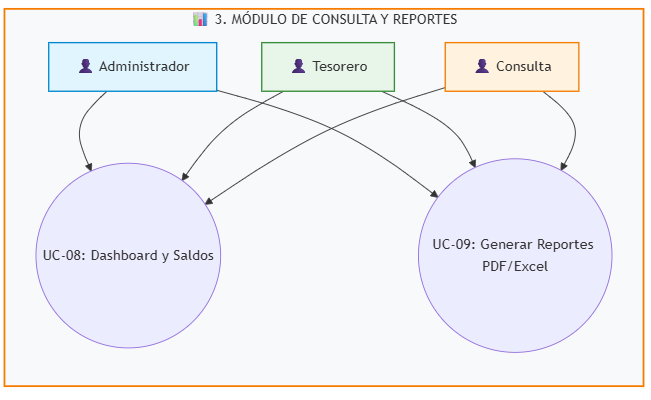 3. MÓDULO DE CONSULTA Y REPORTES
Administrador
Tesorero
Consulta
UC-08: Dashboard y Saldos
UC-09: Generar Reportes
PDF/Excel